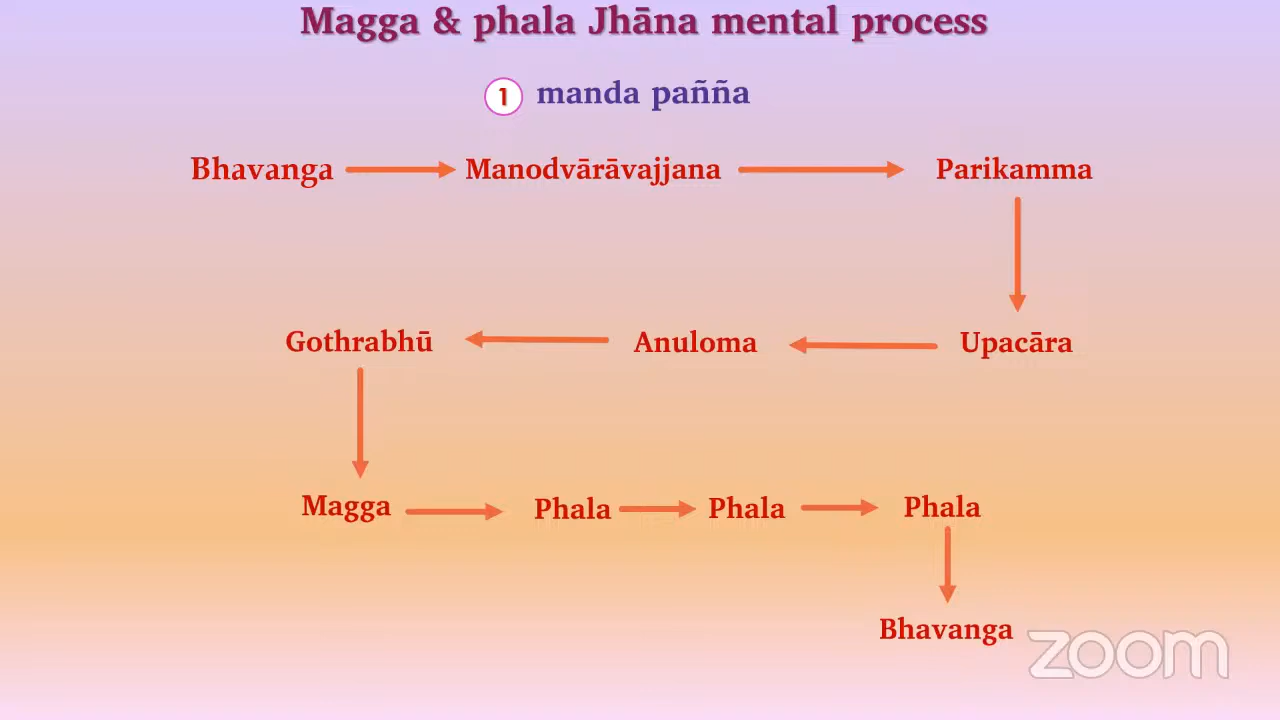 Magga & phala Jhāna mental process
1 manda pañña
Bhavanga Manodvārāvajjana Parikamma
Gothrabhū Anuloma Upacāra
Magga Phala Phala Phala
Bhavanga
zoom